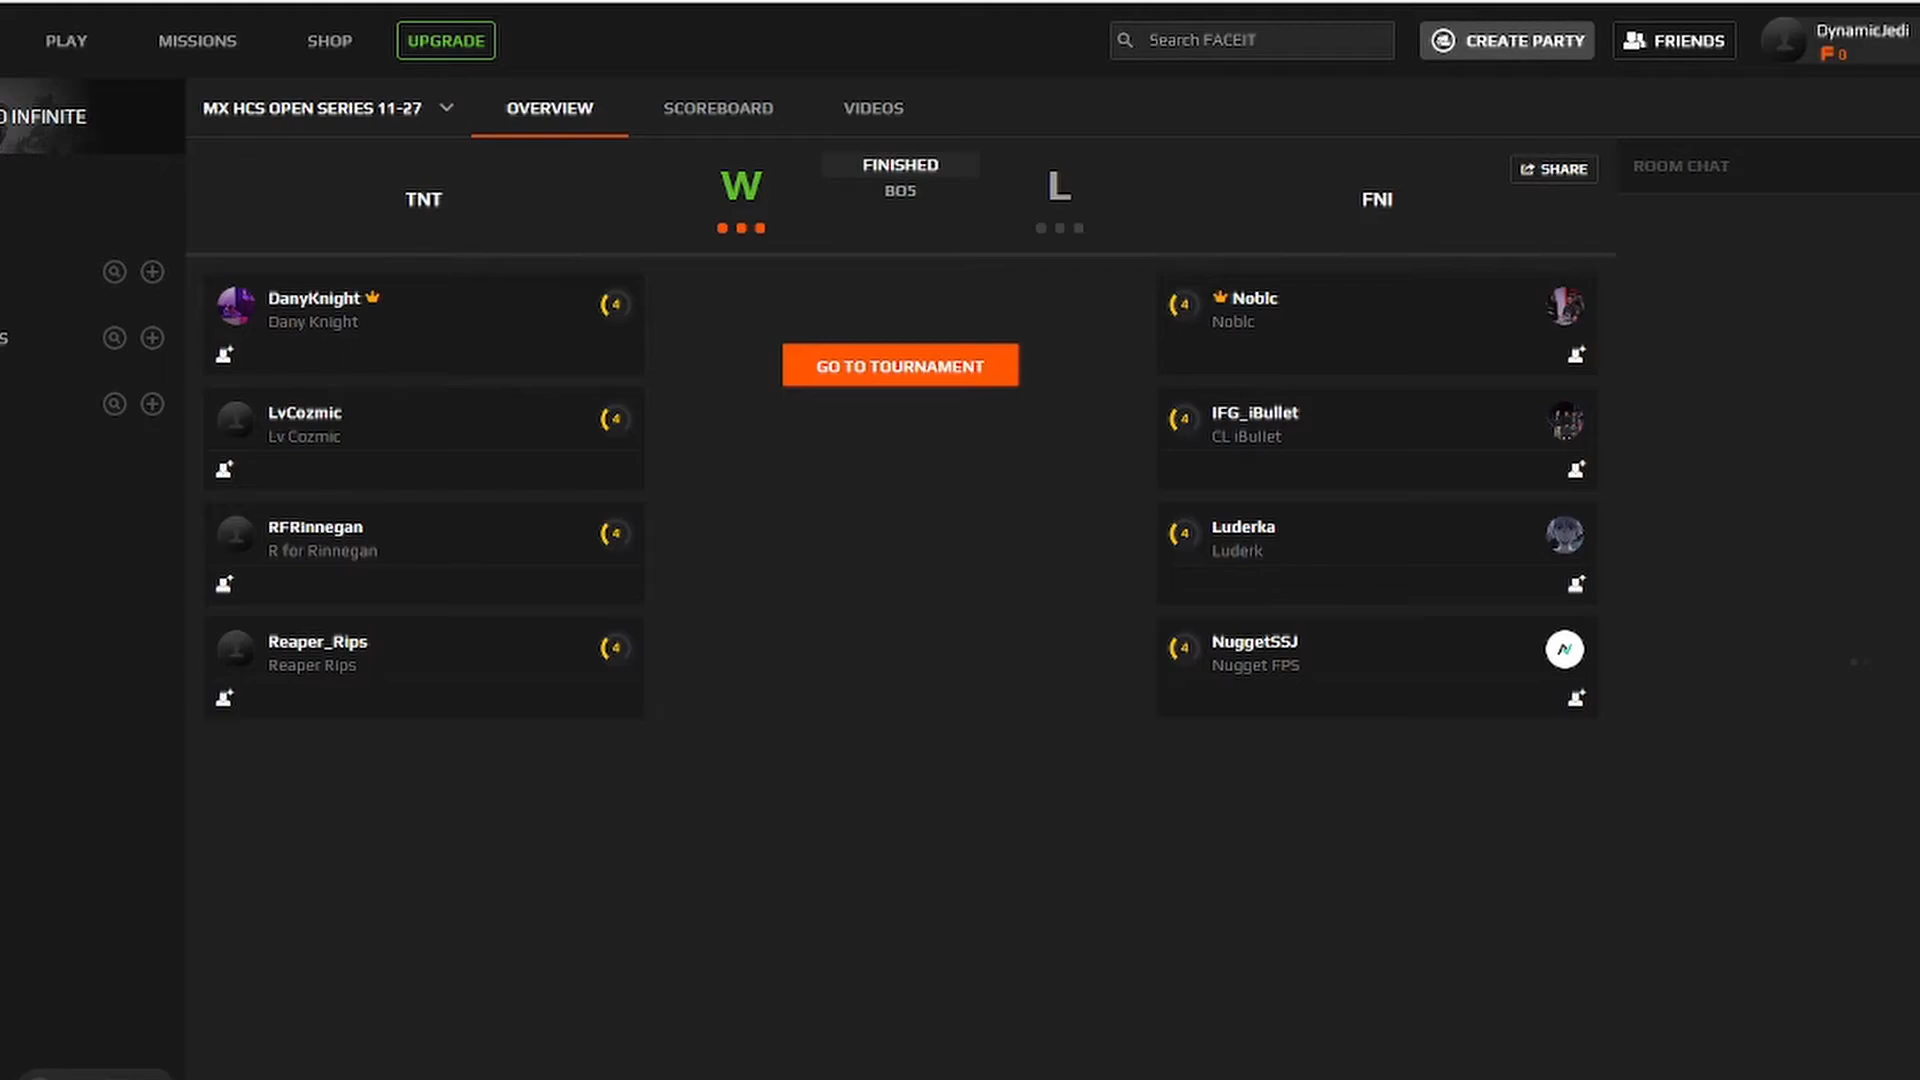 PLAY
MISSIONS
SHOP
UPGRADE
Search FACEIT
CREATE PARTY
FRIENDS
DynamicJedi
0
INFINITE
MX HCS OPEN SERIES 11-27
OVERVIEW
SCOREBOARD
VIDEOS
TNT
W
FINISHED
BO5
L
FNI
SHARE
ROOM CHAT
DanyKnight
Dany Knight
4
4
Noblc
Noblc
GO TO TOURNAMENT
LvCozmic
Lv Cozmic
4
4
IFG_iBullet
CL iBullet
s
RFRinnegan
R for Rinnegan
4
4
Luderka
Luderk
Reaper_Rips
Reaper Rips
4
4
NuggetSSJ
Nugget FPS